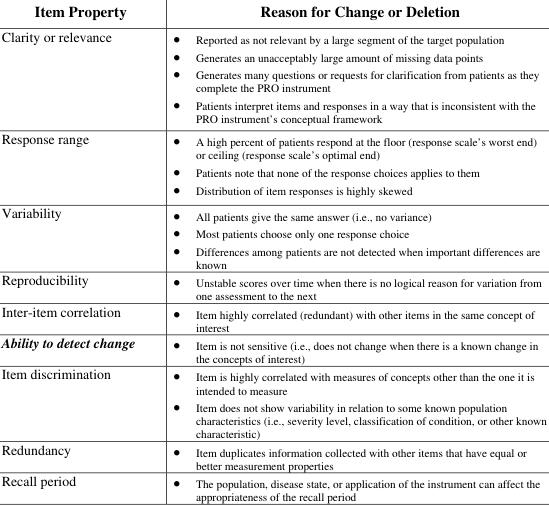 Item Property
Reason for Change or Deletion
Clarity or relevance
● Reported as not relevant by a large segment of the target population
● Generates an unacceptably large amount of missing data points
● Generates many questions or requests for clarification from patients as they
complete the PRO instrument
● Patients interpret items and responses in a way that is inconsistent with the
PRO instrument's conceptual framework
Response range
● A high percent of patients respond at the floor (response scale's worst end)
or ceiling (response scale's optimal end)
● Patients note that none of the response choices applies to them
● Distribution of item responses is highly skewed
Variability
● All patients give the same answer (i.e., no variance)
● Most patients choose only one response choice
● Differences among patients are not detected when important differences are
known
Reproducibility
● Unstable scores over time when there is no logical reason for variation from
one assessment to the next
Inter-item correlation
● Item highly correlated (redundant) with other items in the same concept of
interest
Ability to detect change
● Item is not sensitive (i.e., does not change when there is a known change in
the concepts of interest)
Item discrimination
● Item is highly correlated with measures of concepts other than the one it is
intended to measure
● Item does not show variability in relation to some known population
characteristics (i.e., severity level, classification of condition, or other known
characteristic)
Redundancy
● Item duplicates information collected with other items that have equal or
better measurement properties
Recall period
● The population, disease state, or application of the instrument can affect the
appropriateness of the recall period